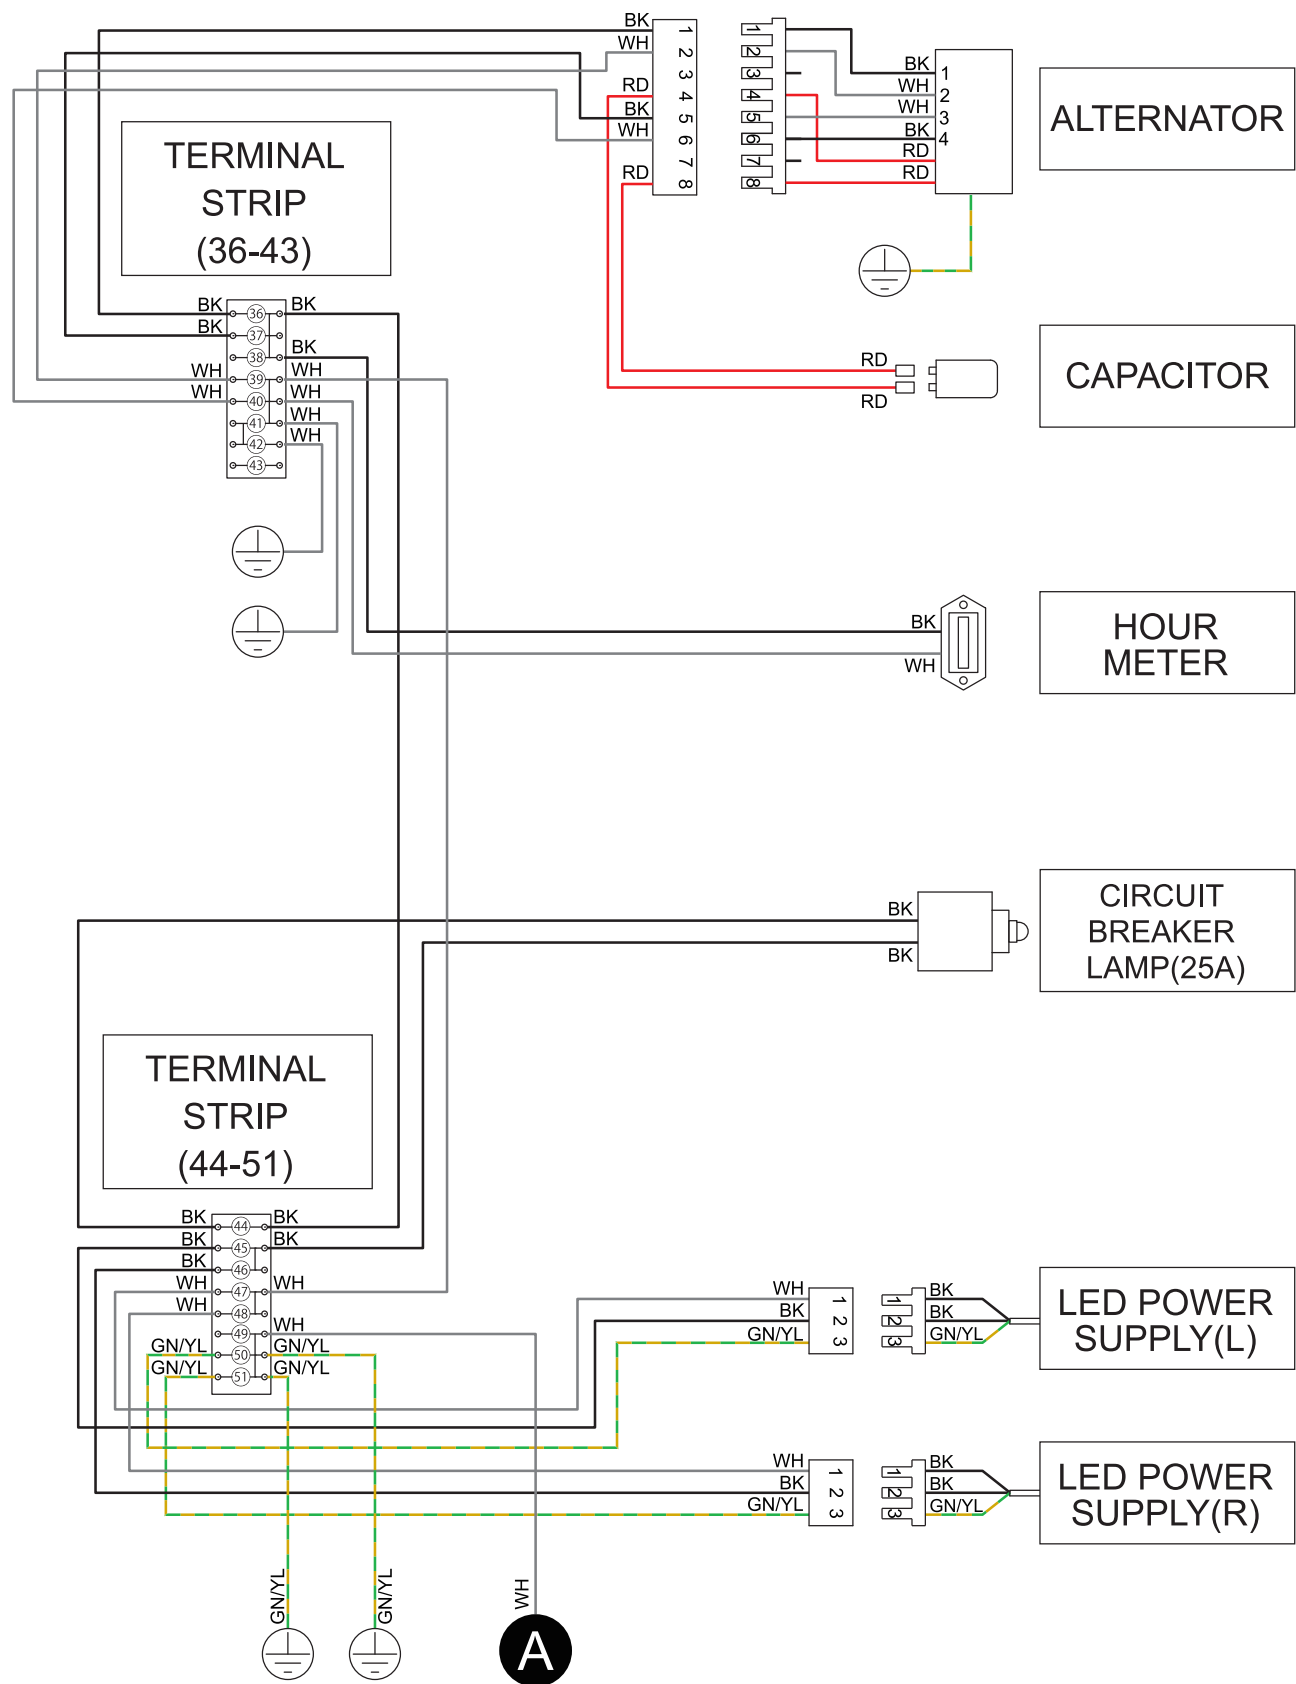 BK
WH
RD
BK
WH
RD
1
2
3
4
5
6
7
8
1
2
3
4
5
6
7
8
BK
WH
WH
BK
RD
RD
1
2
3
4
ALTERNATOR
TERMINAL
STRIP
(36-43)
BK
BK
WH
WH
36
37
38
39
40
41
42
43
BK
BK
WH
WH
WH
WH
RD
RD
CAPACITOR
BK
WH
HOUR
METER
BK
BK
CIRCUIT
BREAKER
LAMP(25A)
TERMINAL
STRIP
(44-51)
BK
BK
BK
WH
WH
GN/YL
GN/YL
44
45
46
47
48
49
50
51
BK
BK
WH
WH
GN/YL
GN/YL
WH
BK
GN/YL
1
2
3
1
2
3
BK
BK
GN/YL
LED POWER
SUPPLY(L)
WH
BK
GN/YL
1
2
3
1
2
3
BK
BK
GN/YL
LED POWER
SUPPLY(R)
GN/YL
GN/YL
WH
A